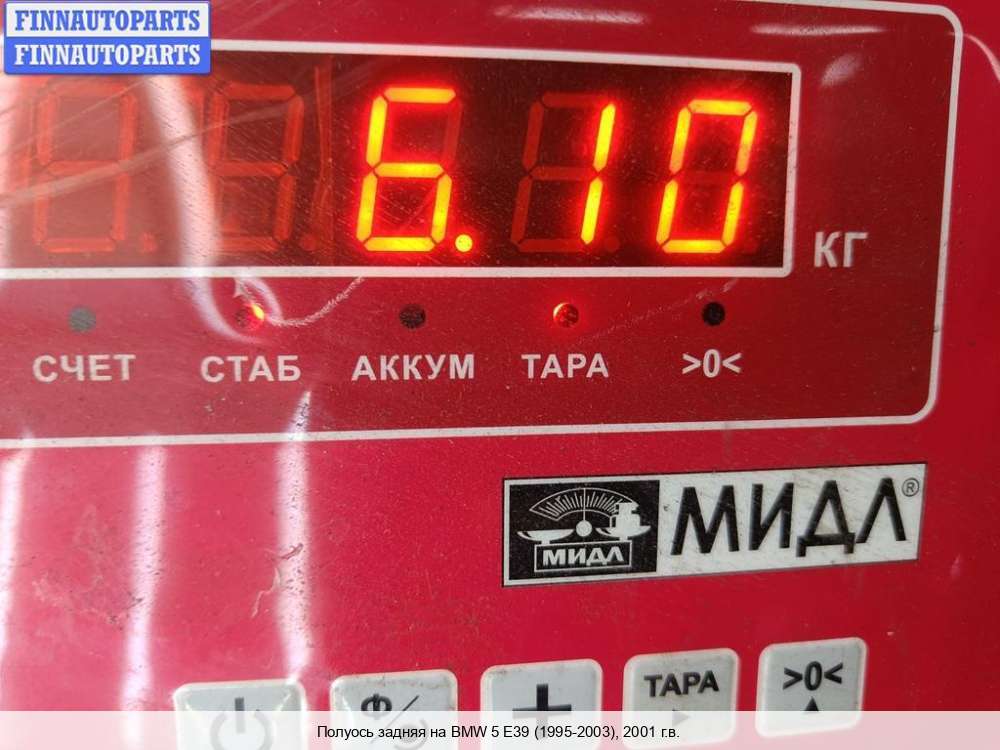 FINNAUTOPARTS
FINNAUTOPARTS
6.10
КГ
СЧЕТ СТАБ АККУМ ТАРА >0<
МИДЛ МИДЛ®
Ф/ + ТАРА >0<
Полуось задняя на BMW 5 E39 (1995-2003), 2001 г.в.